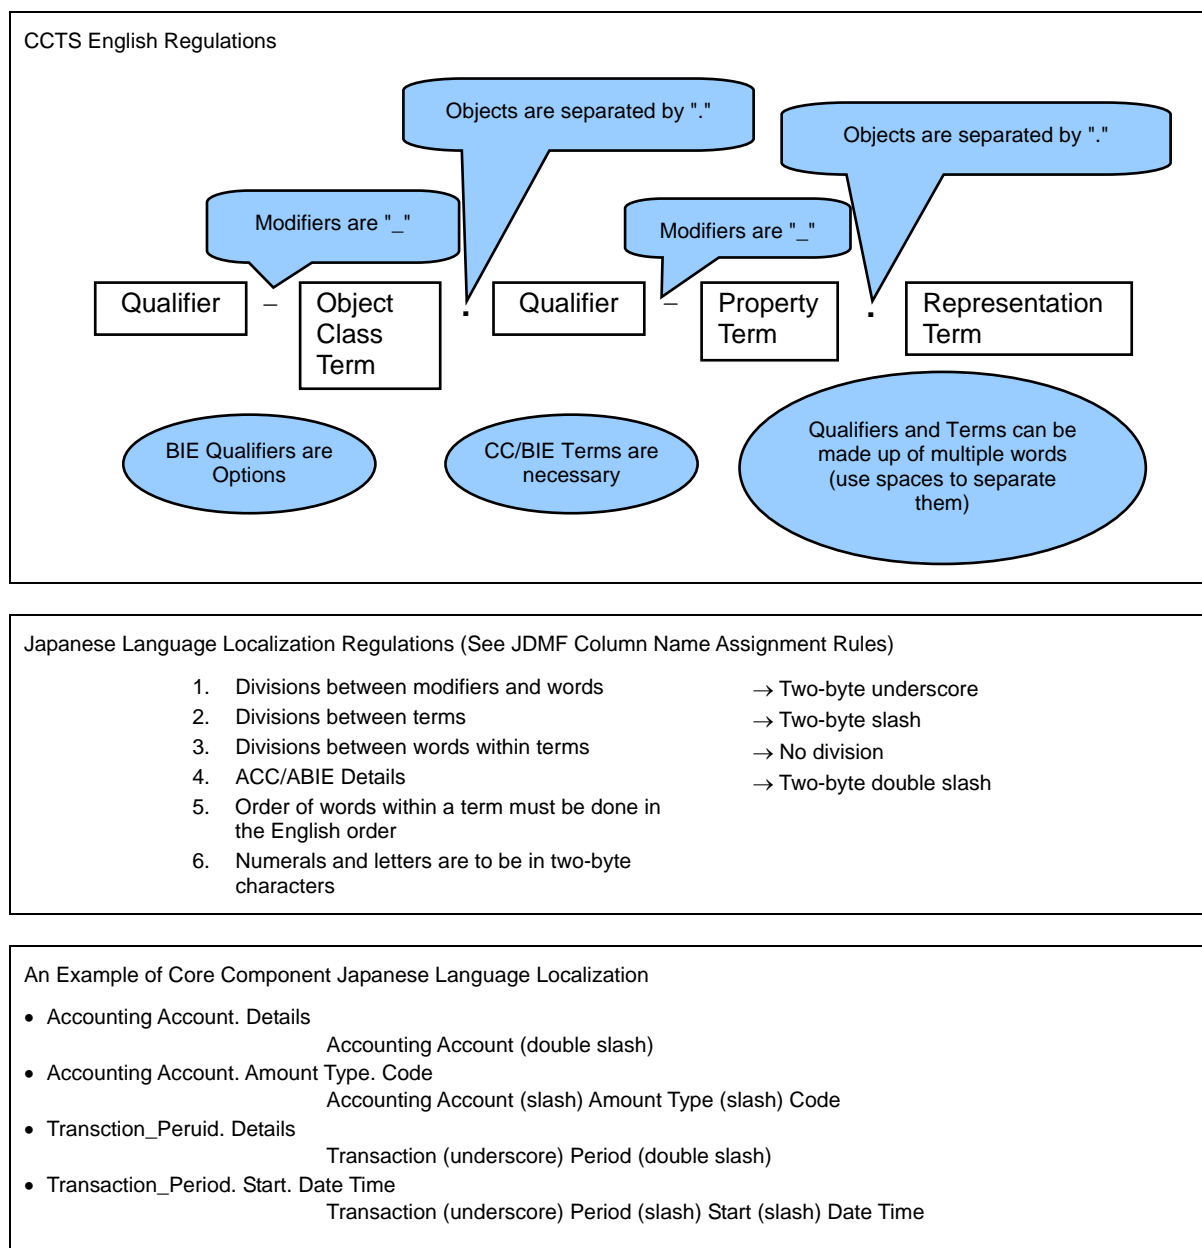 CCTS English Regulations
Objects are separated by "."
Objects are separated by "."
Modifiers are "_"
Modifiers are "_"
Qualifier
–
Object
Class
Term
.
Qualifier
–
Property
Term
.
Representation
Term
BIE Qualifiers are
Options
CC/BIE Terms are
necessary
Qualifiers and Terms can be
made up of multiple words
(use spaces to separate
them)
Japanese Language Localization Regulations (See JDMF Column Name Assignment Rules)
1. Divisions between modifiers and words → Two-byte underscore
2. Divisions between terms → Two-byte slash
3. Divisions between words within terms → No division
4. ACC/ABIE Details → Two-byte double slash
5. Order of words within a term must be done in
the English order
6. Numerals and letters are to be in two-byte
characters
An Example of Core Component Japanese Language Localization
• Accounting Account. Details
Accounting Account (double slash)
• Accounting Account. Amount Type. Code
Accounting Account (slash) Amount Type (slash) Code
• Transction_Peruid. Details
Transaction (underscore) Period (double slash)
• Transaction_Period. Start. Date Time
Transaction (underscore) Period (slash) Start (slash) Date Time